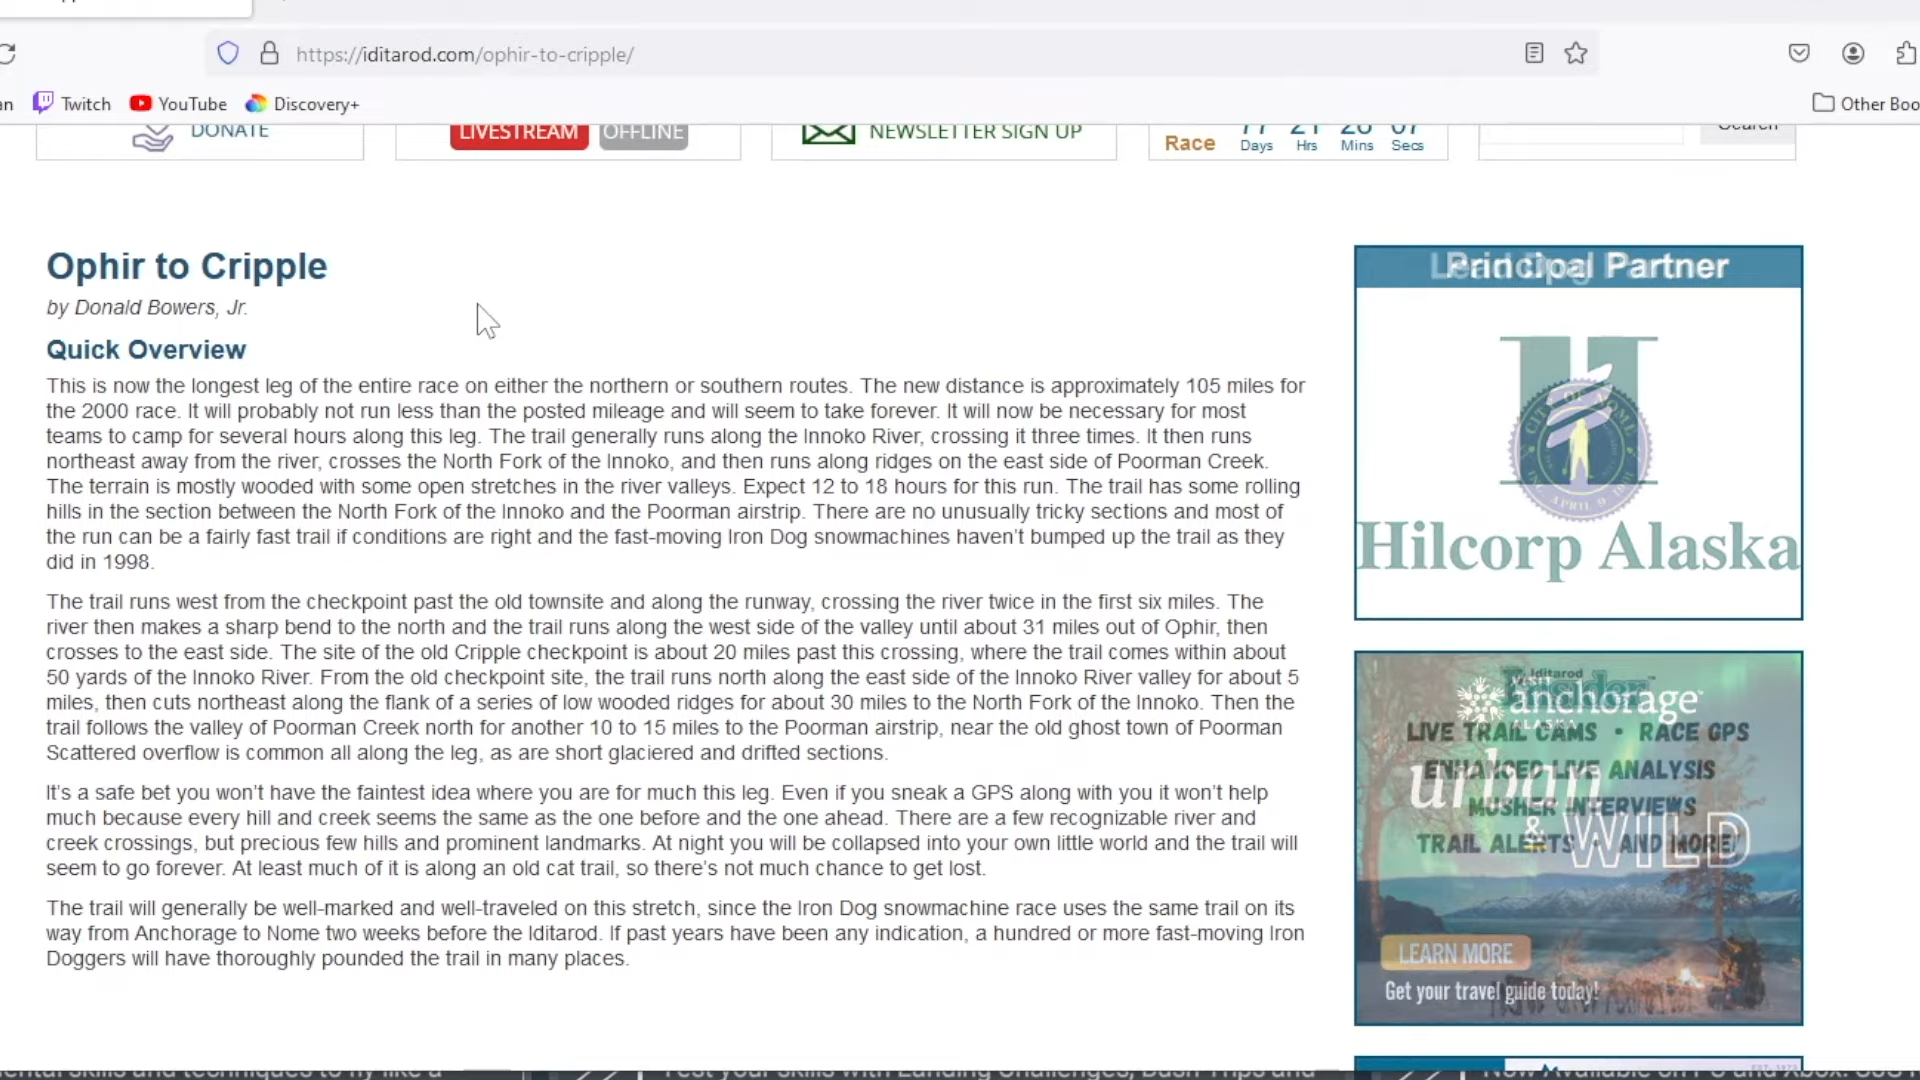 https://iditarod.com/ophir-to-cripple/
an Twitch YouTube Discovery+ Other Boo
DONATE LIVESTREAM OFFLINE NEWSLETTER SIGN UP Race
Days Hrs Mins Secs
Search
Ophir to Cripple
by Donald Bowers, Jr.
Quick Overview
This is now the longest leg of the entire race on either the northern or southern routes. The new distance is approximately 105 miles for
the 2000 race. It will probably not run less than the posted mileage and will seem to take forever. It will now be necessary for most
teams to camp for several hours along this leg. The trail generally runs along the Innoko River, crossing it three times. It then runs
northeast away from the river, crosses the North Fork of the Innoko, and then runs along ridges on the east side of Poorman Creek.
The terrain is mostly wooded with some open stretches in the river valleys. Expect 12 to 18 hours for this run. The trail has some rolling
hills in the section between the North Fork of the Innoko and the Poorman airstrip. There are no unusually tricky sections and most of
the run can be a fairly fast trail if conditions are right and the fast-moving Iron Dog snowmachines haven't bumped up the trail as they
did in 1998.
The trail runs west from the checkpoint past the old townsite and along the runway, crossing the river twice in the first six miles. The
river then makes a sharp bend to the north and the trail runs along the west side of the valley until about 31 miles out of Ophir, then
crosses to the east side. The site of the old Cripple checkpoint is about 20 miles past this crossing, where the trail comes within about
50 yards of the Innoko River. From the old checkpoint site, the trail runs north along the east side of the Innoko River valley for about 5
miles, then cuts northeast along the flank of a series of low wooded ridges for about 30 miles to the North Fork of the Innoko. Then the
trail follows the valley of Poorman Creek north for another 10 to 15 miles to the Poorman airstrip, near the old ghost town of Poorman
Scattered overflow is common all along the leg, as are short glaciered and drifted sections.
It's a safe bet you won't have the faintest idea where you are for much this leg. Even if you sneak a GPS along with you it won't help
much because every hill and creek seems the same as the one before and the one ahead. There are a few recognizable river and
creek crossings, but precious few hills and prominent landmarks. At night you will be collapsed into your own little world and the trail will
seem to go forever. At least much of it is along an old cat trail, so there's not much chance to get lost.
The trail will generally be well-marked and well-traveled on this stretch, since the Iron Dog snowmachine race uses the same trail on its
way from Anchorage to Nome two weeks before the Iditarod. If past years have been any indication, a hundred or more fast-moving Iron
Doggers will have thoroughly pounded the trail in many places.
Principal Partner
CITY OF NOME
INC. APRIL 9, 1901
Hilcorp Alaska
Iditarod
Insider
Visit
anchorage
ALASKA
LIVE TRAIL CAMS • RACE GPS
ENHANCED LIVE ANALYSIS
urban
MUSHER INTERVIEWS
& WILD
TRAIL ALERTS • AND MORE!
LEARN MORE
Get your travel guide today!